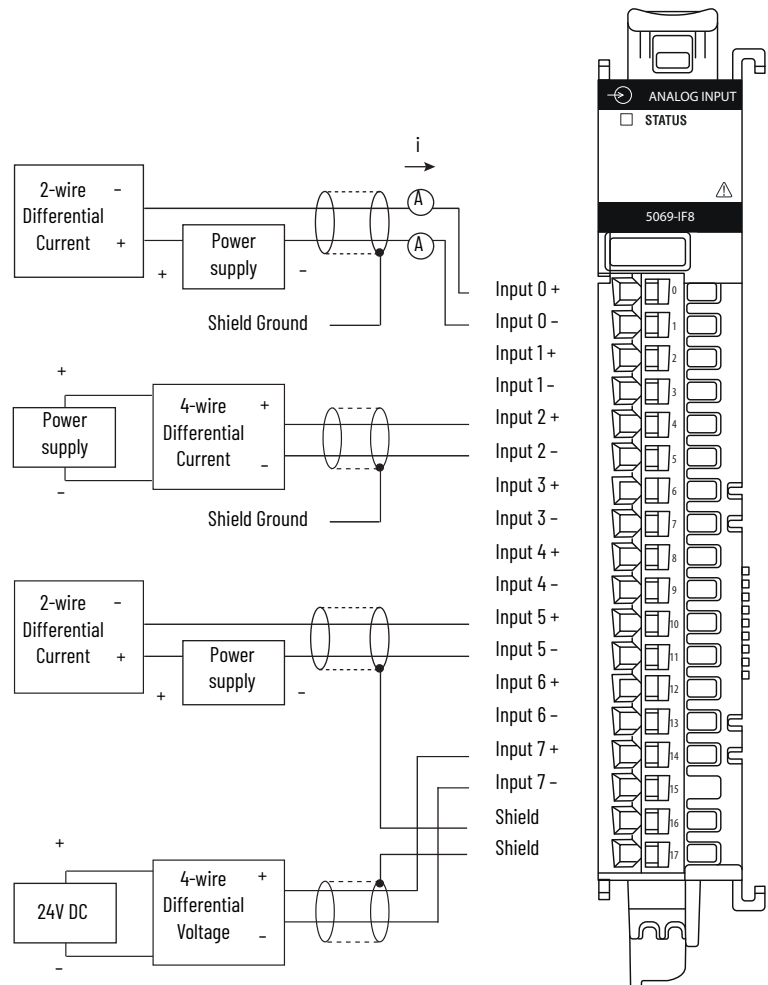 ANALOG INPUT
STATUS
5069-IF8
i
A
A
2-wire
Differential
Current
-
+
Power
supply
+
-
Shield Ground
+
Power
supply
-
4-wire
Differential
Current
+
-
Shield Ground
2-wire
Differential
Current
-
+
Power
supply
+
-
+
24V DC
-
4-wire
Differential
Voltage
+
-
Input 0 +
Input 0 –
Input 1 +
Input 1 –
Input 2 +
Input 2 –
Input 3 +
Input 3 –
Input 4 +
Input 4 –
Input 5 +
Input 5 –
Input 6 +
Input 6 –
Input 7 +
Input 7 –
Shield
Shield
0
1
2
3
4
5
6
7
8
9
10
11
12
13
14
15
16
17